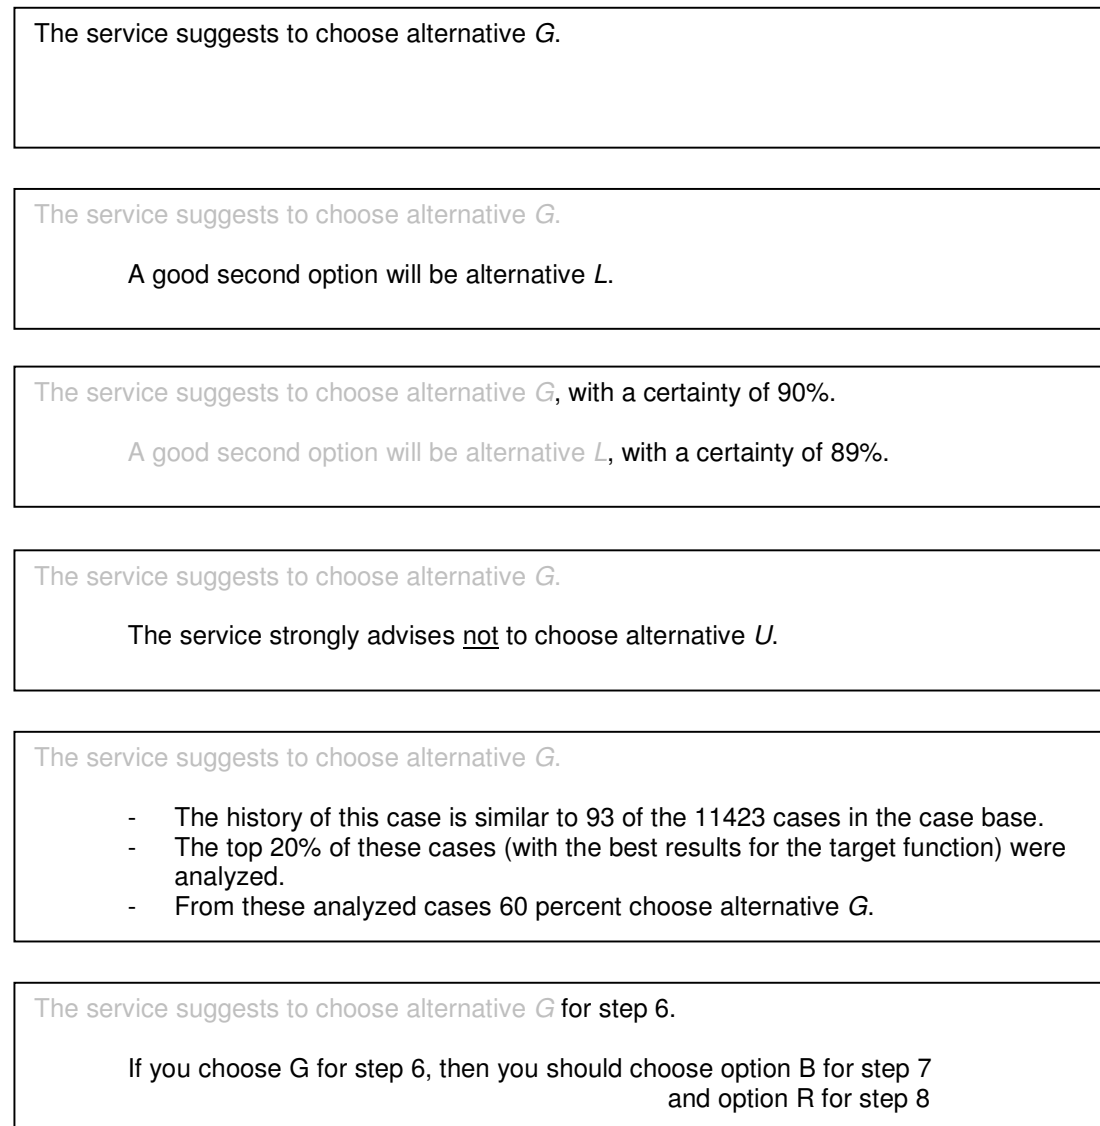 The service suggests to choose alternative G.
The service suggests to choose alternative G.
A good second option will be alternative L.
The service suggests to choose alternative G, with a certainty of 90%.
A good second option will be alternative L, with a certainty of 89%.
The service suggests to choose alternative G.
The service strongly advises not to choose alternative U.
The service suggests to choose alternative G.
- The history of this case is similar to 93 of the 11423 cases in the case base.
- The top 20% of these cases (with the best results for the target function) were
analyzed.
- From these analyzed cases 60 percent choose alternative G.
The service suggests to choose alternative G for step 6.
If you choose G for step 6, then you should choose option B for step 7
and option R for step 8